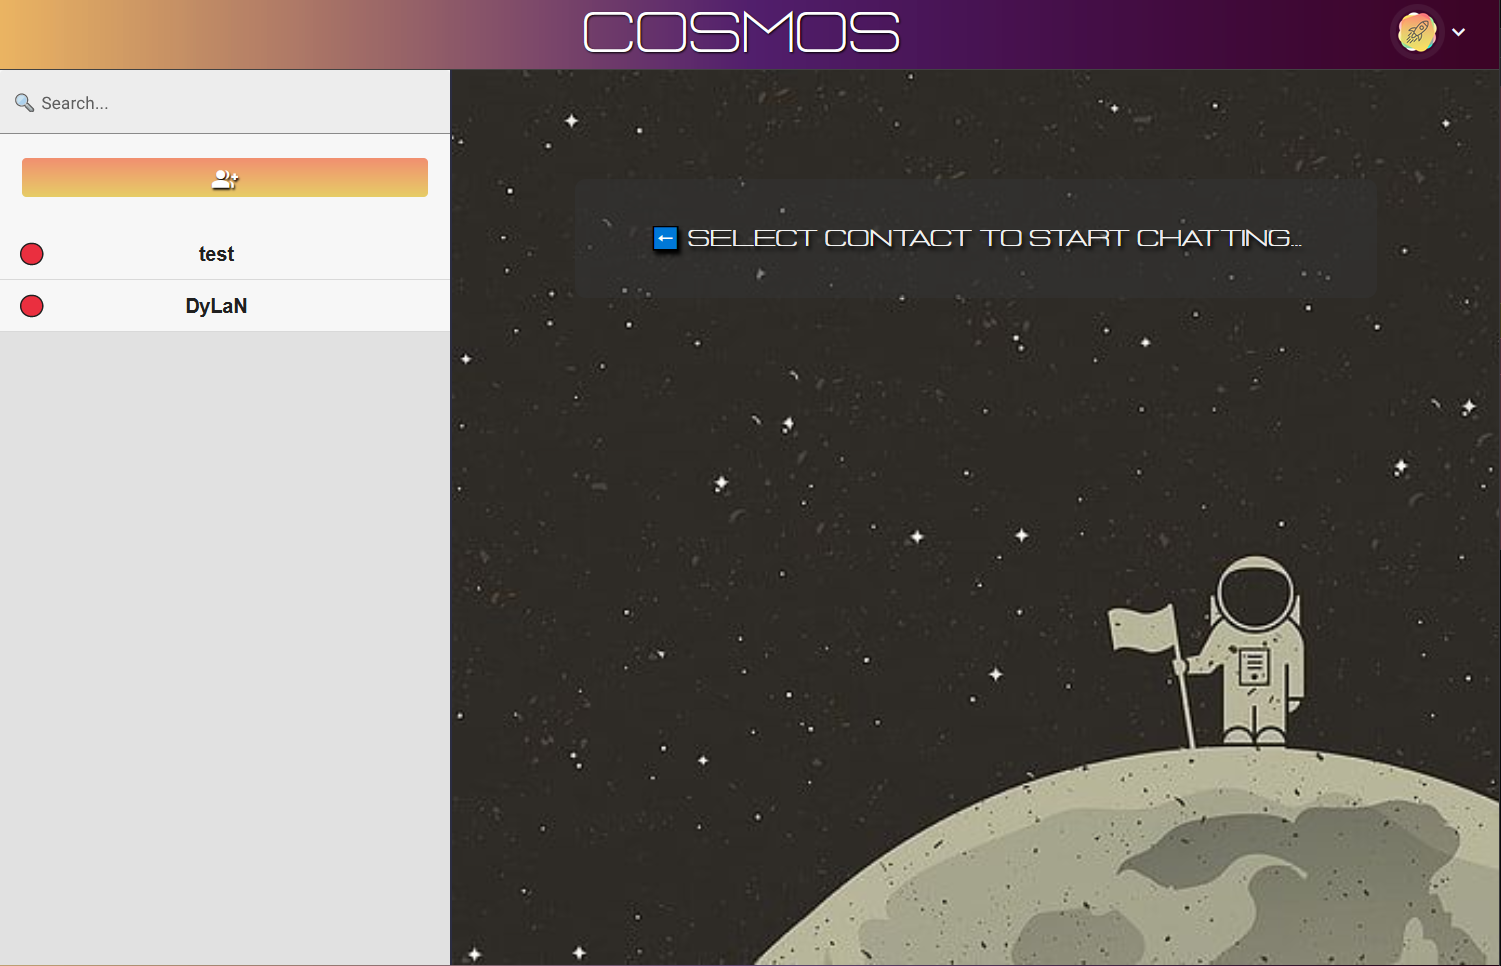 COSMOS
Search...
test
DyLaN
SELECT CONTACT TO START CHATTING...